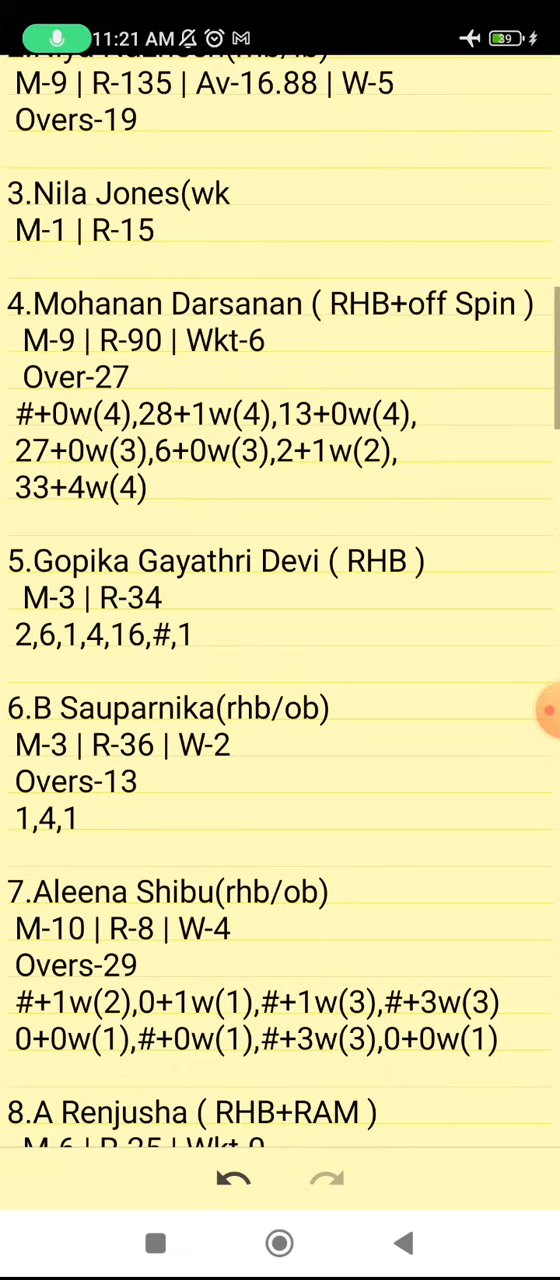 11:21 AM
39
M-9 | R-135 | Av-16.88 | W-5
Overs-19
3.Nila Jones(wk
M-1 | R-15
4.Mohanan Darsanan ( RHB+off Spin )
M-9 | R-90 | Wkt-6
Over-27
#+0w(4),28+1w(4),13+0w(4),
27+0w(3),6+0w(3),2+1w(2),
33+4w(4)
5.Gopika Gayathri Devi ( RHB )
M-3 | R-34
2,6,1,4,16,#,1
6.B Sauparnika(rhb/ob)
M-3 | R-36 | W-2
Overs-13
1,4,1
7.Aleena Shibu(rhb/ob)
M-10 | R-8 | W-4
Overs-29
#+1w(2),0+1w(1),#+1w(3),#+3w(3)
0+0w(1),#+0w(1),#+3w(3),0+0w(1)
8.A Renjusha ( RHB+RAM )